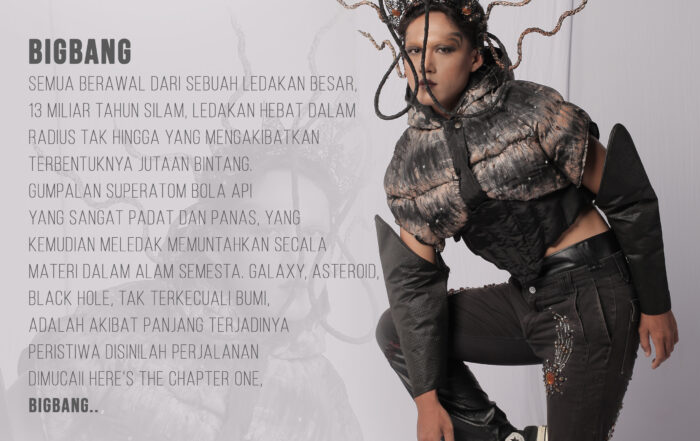 BIGBANG
SEMUA BERAWAL DARI SEBUAH LEDAKAN BESAR,
13 MILIAR TAHUN SILAM, LEDAKAN HEBAT DALAM
RADIUS TAK HINGGA YANG MENGAKIBATKAN
TERBENTUKNYA JUTAAN BINTANG.
GUMPALAN SUPERATOM BOLA API
YANG SANGAT PADAT DAN PANAS, YANG
KEMUDIAN MELEDAK MEMUNTAHKAN SECALA
MATERI DALAM ALAM SEMESTA. GALAXY, ASTEROID,
BLACK HOLE, TAK TERKECUALI BUMI,
ADALAH AKIBAT PANJANG TERJADINYA
PERISTIWA DISINILAH PERJALANAN
DIMUCAII HERE'S THE CHAPTER ONE,
BIGBANG..